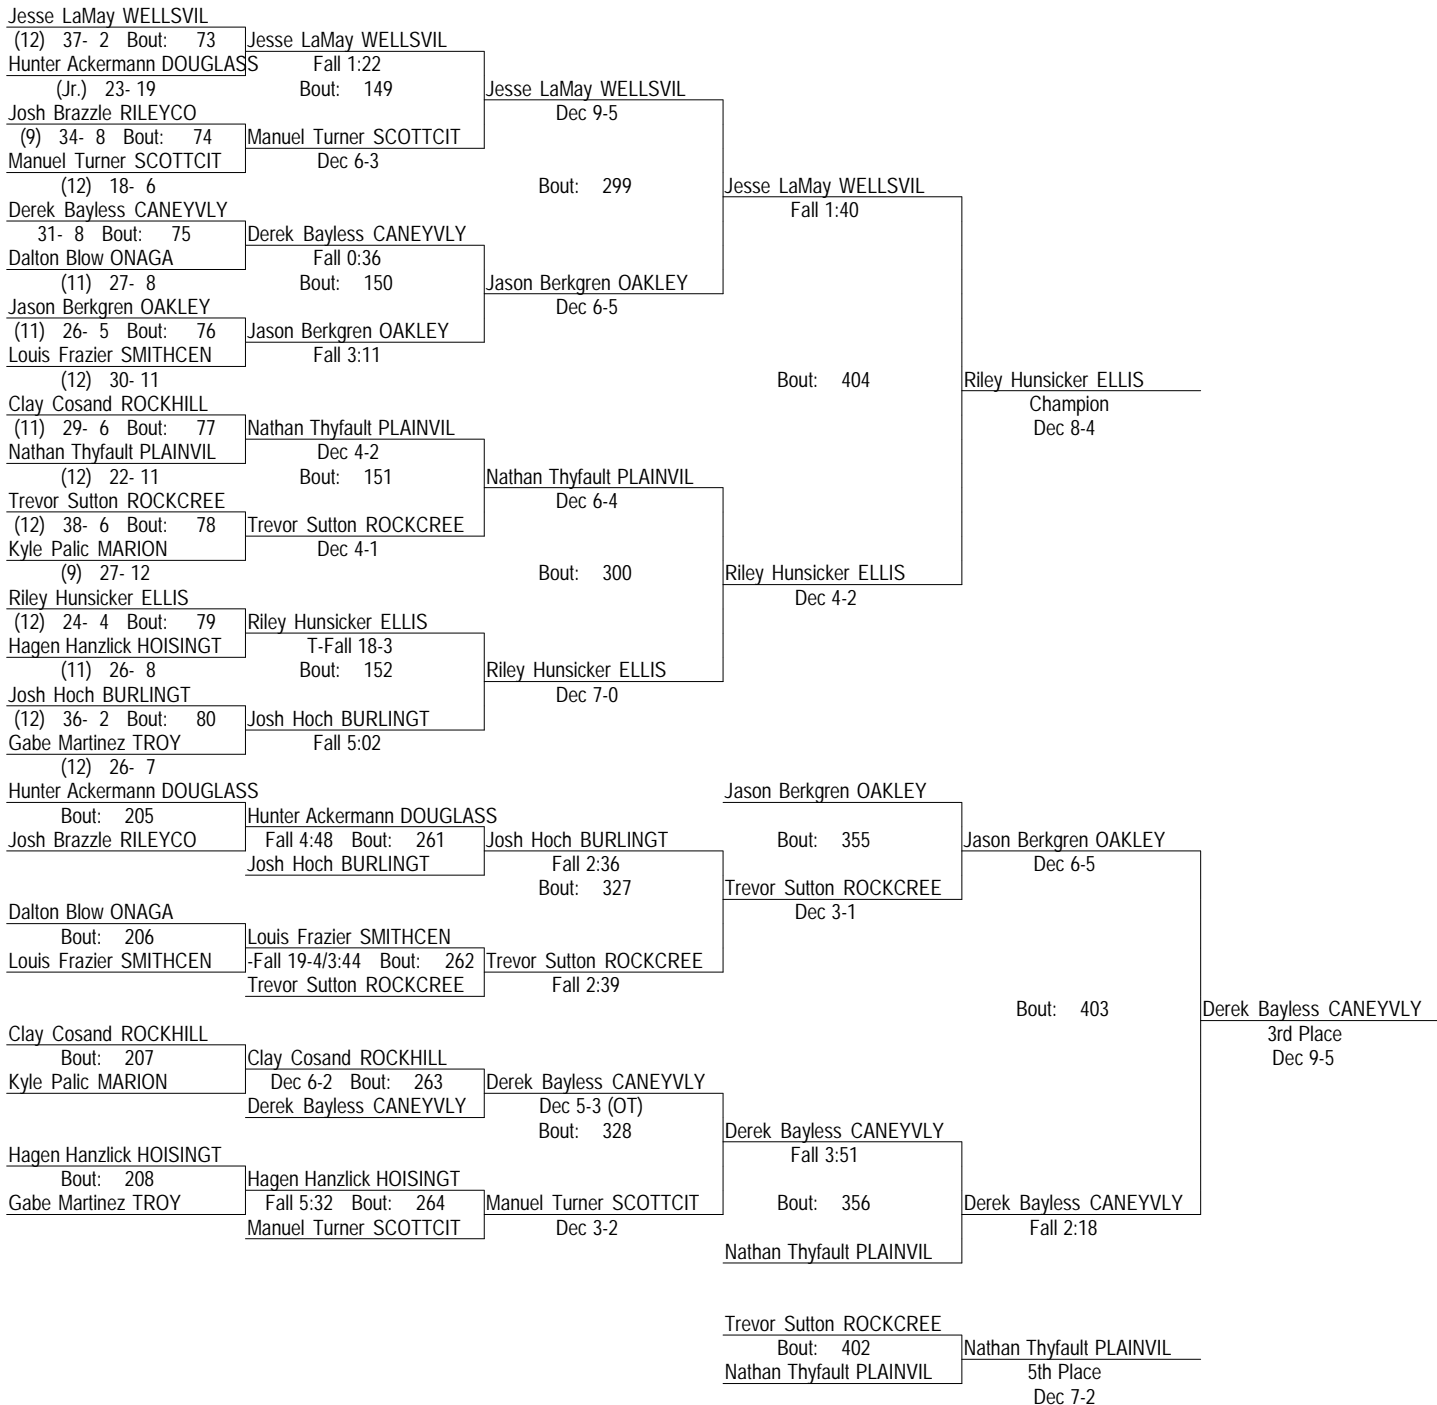 Jesse LaMay WELLSVIL
(12) 37- 2 Bout: 73 Jesse LaMay WELLSVIL
Hunter Ackermann DOUGLASS Fall 1:22
(Jr.) 23- 19 Bout: 149 Jesse LaMay WELLSVIL
Josh Brazzle RILEYCO Dec 9-5
(9) 34- 8 Bout: 74 Manuel Turner SCOTTCIT
Manuel Turner SCOTTCIT Dec 6-3
(12) 18- 6 Bout: 299 Jesse LaMay WELLSVIL
Derek Bayless CANEYVLY Fall 1:40
31- 8 Bout: 75 Derek Bayless CANEYVLY
Dalton Blow ONAGA Fall 0:36
(11) 27- 8 Bout: 150 Jason Berkgren OAKLEY
Jason Berkgren OAKLEY Dec 6-5
(11) 26- 5 Bout: 76 Jason Berkgren OAKLEY
Louis Frazier SMITHCEN Fall 3:11
(12) 30- 11 Bout: 404 Riley Hunsicker ELLIS
Clay Cosand ROCKHILL Champion
(11) 29- 6 Bout: 77 Nathan Thyfault PLAINVIL Dec 8-4
Nathan Thyfault PLAINVIL Dec 4-2
(12) 22- 11 Bout: 151 Nathan Thyfault PLAINVIL
Trevor Sutton ROCKCREE Dec 6-4
(12) 38- 6 Bout: 78 Trevor Sutton ROCKCREE
Kyle Palic MARION Dec 4-1
(9) 27- 12 Bout: 300 Riley Hunsicker ELLIS
Riley Hunsicker ELLIS Dec 4-2
(12) 24- 4 Bout: 79 Riley Hunsicker ELLIS
Hagen Hanzlick HOISINGT T-Fall 18-3
(11) 26- 8 Bout: 152 Riley Hunsicker ELLIS
Josh Hoch BURLINGT Dec 7-0
(12) 36- 2 Bout: 80 Josh Hoch BURLINGT
Gabe Martinez TROY Fall 5:02
(12) 26- 7
Hunter Ackermann DOUGLASS Jason Berkgren OAKLEY
Bout: 205 Hunter Ackermann DOUGLASS
Josh Brazzle RILEYCO Fall 4:48 Bout: 261 Josh Hoch BURLINGT Bout: 355 Jason Berkgren OAKLEY
Josh Hoch BURLINGT Fall 2:36 Dec 6-5
Bout: 327 Trevor Sutton ROCKCREE
Dalton Blow ONAGA Dec 3-1
Bout: 206 Louis Frazier SMITHCEN
Louis Frazier SMITHCEN -Fall 19-4/3:44 Bout: 262 Trevor Sutton ROCKCREE
Trevor Sutton ROCKCREE Fall 2:39
Bout: 403 Derek Bayless CANEYVLY
Clay Cosand ROCKHILL 3rd Place
Bout: 207 Clay Cosand ROCKHILL Dec 9-5
Kyle Palic MARION Dec 6-2 Bout: 263 Derek Bayless CANEYVLY
Derek Bayless CANEYVLY Dec 5-3 (OT)
Bout: 328 Derek Bayless CANEYVLY
Hagen Hanzlick HOISINGT Fall 3:51
Bout: 208 Hagen Hanzlick HOISINGT
Gabe Martinez TROY Fall 5:32 Bout: 264 Manuel Turner SCOTTCIT Bout: 356 Derek Bayless CANEYVLY
Manuel Turner SCOTTCIT Dec 3-2 Fall 2:18
Nathan Thyfault PLAINVIL
Trevor Sutton ROCKCREE
Bout: 402 Nathan Thyfault PLAINVIL
Nathan Thyfault PLAINVIL 5th Place
Dec 7-2